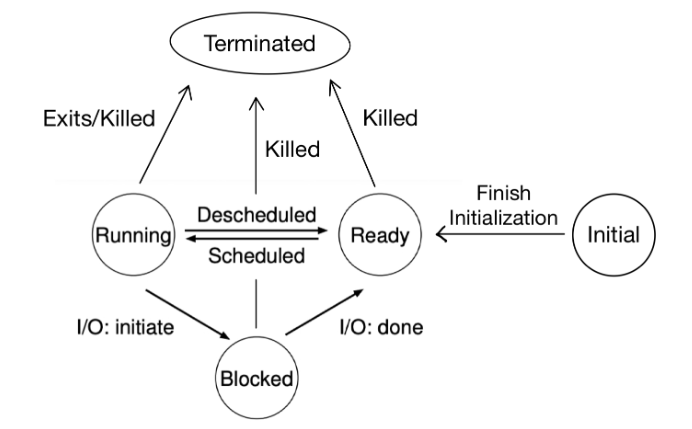 Terminated
Exits/Killed
Killed
Killed
Finish
Initialization
Descheduled
Running
Ready
Initial
Scheduled
I/O: initiate
I/O: done
Blocked